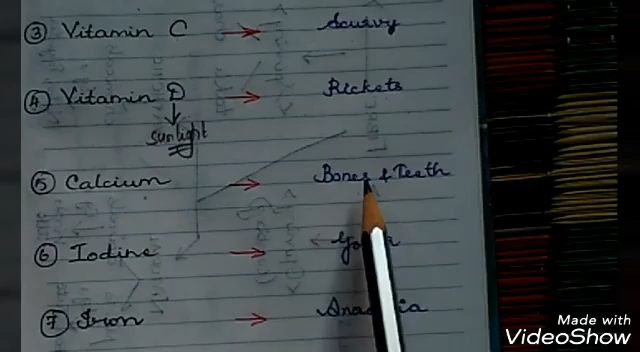 ③ Vitamin C → Scurvy
④ Vitamin D → Rickets
↓
sunlight
⑤ Calcium → Bones & Teeth
⑥ Iodine →
⑦ Iron →
Made with
VideoShow